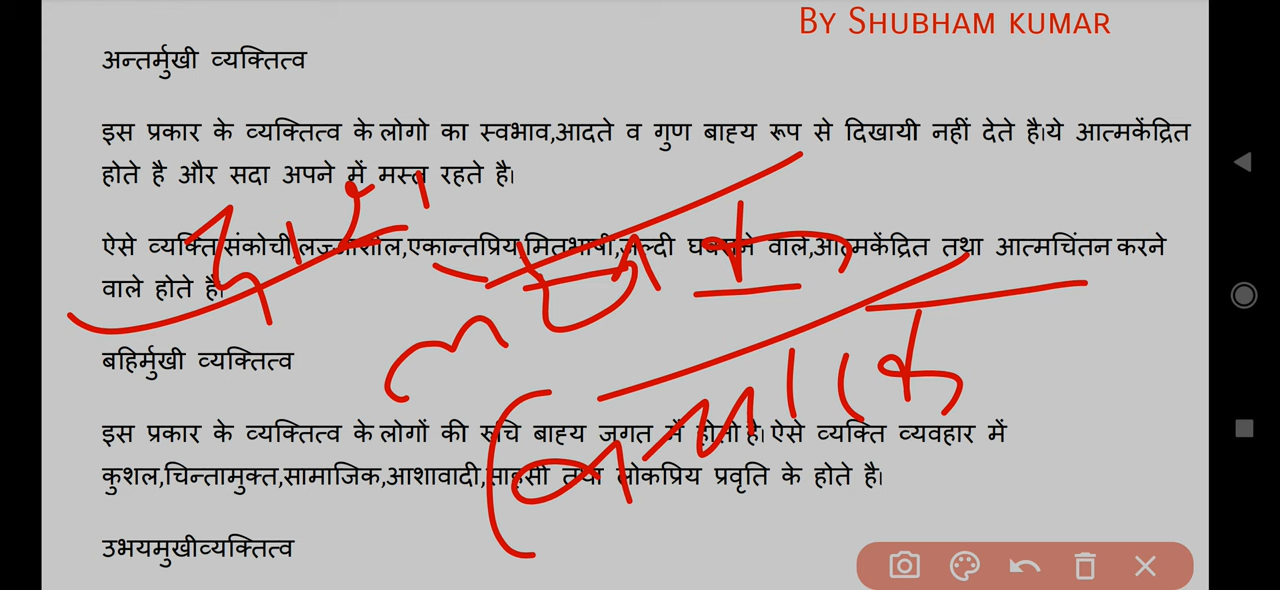 BY SHUBHAM KUMAR
अन्तर्मुखी व्यक्तित्व
इस प्रकार के व्यक्तित्व के लोगो का स्वभाव,आदते व गुण बाह्य रूप से दिखायी नहीं देते है।ये आत्मकेंद्रित
होते है और सदा अपने में मस्त रहते है।
ऐसे व्यक्ति संकोची,लज्जाशील,एकान्तप्रिय,मितभाषी,जल्दी घबराने वाले,आत्मकेंद्रित तथा आत्मचिंतन करने
वाले होते है।
बहिर्मुखी व्यक्तित्व
इस प्रकार के व्यक्तित्व के लोगों की रुचि बाह्य जगत में होती है। ऐसे व्यक्ति व्यवहार में
कुशल,चिन्तामुक्त,सामाजिक,आशावादी,साहसी तथा लोकप्रिय प्रवृति के होते है।
उभयमुखीव्यक्तित्व